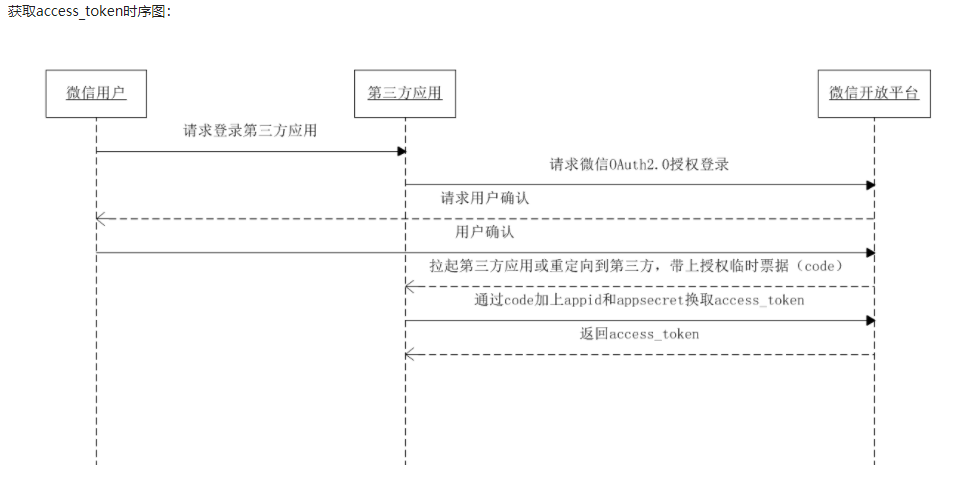 获取access_token时序图：
微信用户
第三方应用
微信开放平台
请求登录第三方应用
请求微信OAuth2.0授权登录
请求用户确认
用户确认
拉起第三方应用或重定向到第三方，带上授权临时票据（code）
通过code加上appid和appsecret换取access_token
返回access_token